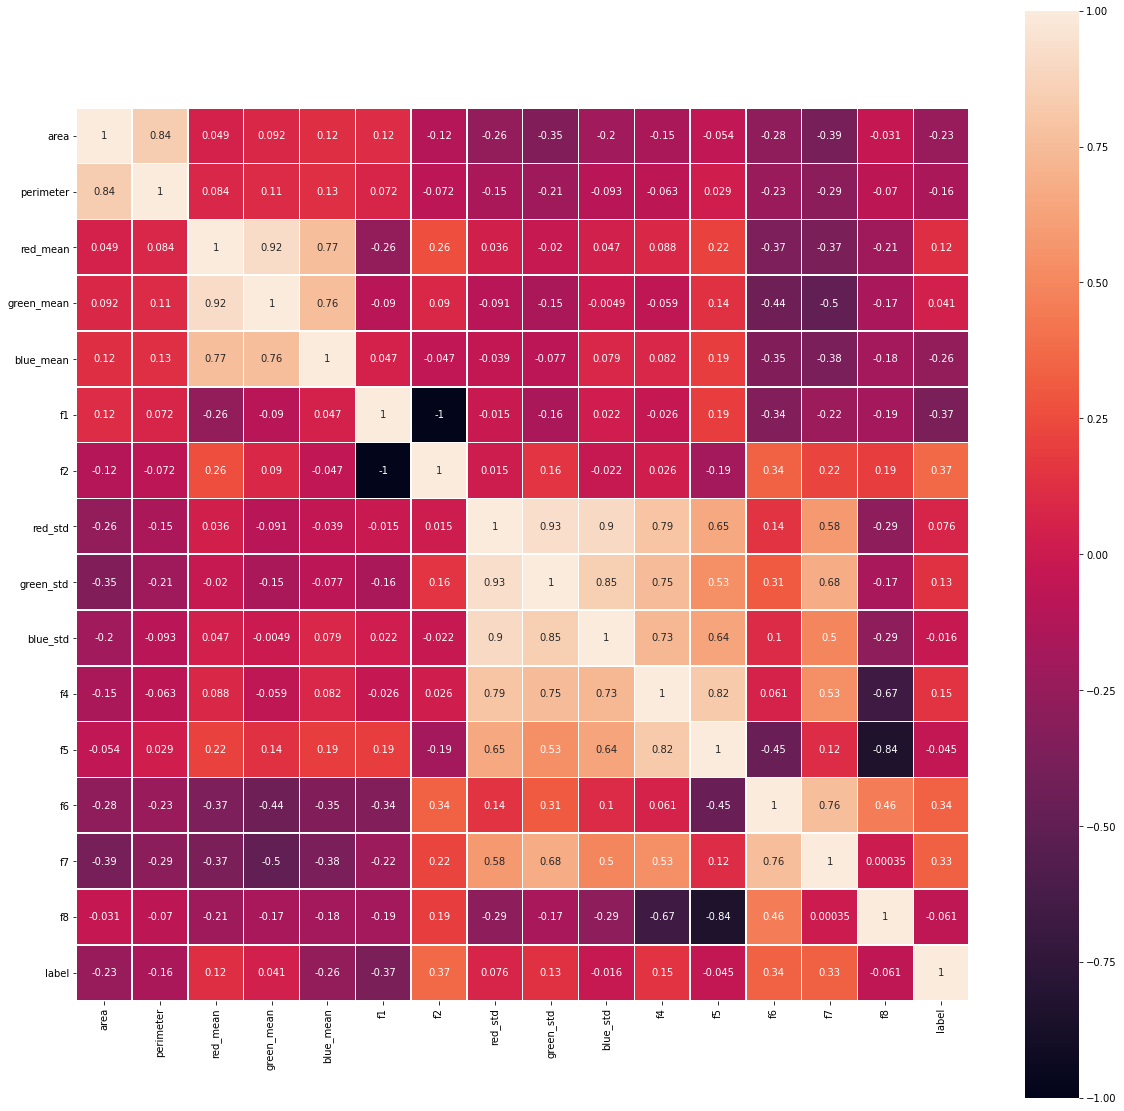 area 1 0.84 0.049 0.092 0.12 0.12 -0.12 -0.26 -0.35 -0.2 -0.15 -0.054 -0.28 -0.39 -0.031 -0.23
perimeter 0.84 1 0.084 0.11 0.13 0.072 -0.072 -0.15 -0.21 -0.093 -0.063 0.029 -0.23 -0.29 -0.07 -0.16
red_mean 0.049 0.084 1 0.92 0.77 -0.26 0.26 0.036 -0.02 0.047 0.088 0.22 -0.37 -0.37 -0.21 0.12
green_mean 0.092 0.11 0.92 1 0.76 -0.09 0.09 -0.091 -0.15 -0.0049 -0.059 0.14 -0.44 -0.5 -0.17 0.041
blue_mean 0.12 0.13 0.77 0.76 1 0.047 -0.047 -0.039 -0.077 0.079 0.082 0.19 -0.35 -0.38 -0.18 -0.26
f1 0.12 0.072 -0.26 -0.09 0.047 1 -1 -0.015 -0.16 0.022 -0.026 0.19 -0.34 -0.22 -0.19 -0.37
f2 -0.12 -0.072 0.26 0.09 -0.047 -1 1 0.015 0.16 -0.022 0.026 -0.19 0.34 0.22 0.19 0.37
red_std -0.26 -0.15 0.036 -0.091 -0.039 -0.015 0.015 1 0.93 0.9 0.79 0.65 0.14 0.58 -0.29 0.076
green_std -0.35 -0.21 -0.02 -0.15 -0.077 -0.16 0.16 0.93 1 0.85 0.75 0.53 0.31 0.68 -0.17 0.13
blue_std -0.2 -0.093 0.047 -0.0049 0.079 0.022 -0.022 0.9 0.85 1 0.73 0.64 0.1 0.5 -0.29 -0.016
f4 -0.15 -0.063 0.088 -0.059 0.082 -0.026 0.026 0.79 0.75 0.73 1 0.82 0.061 0.53 -0.67 0.15
f5 -0.054 0.029 0.22 0.14 0.19 0.19 -0.19 0.65 0.53 0.64 0.82 1 -0.45 0.12 -0.84 -0.045
f6 -0.28 -0.23 -0.37 -0.44 -0.35 -0.34 0.34 0.14 0.31 0.1 0.061 -0.45 1 0.76 0.46 0.34
f7 -0.39 -0.29 -0.37 -0.5 -0.38 -0.22 0.22 0.58 0.68 0.5 0.53 0.12 0.76 1 0.00035 0.33
f8 -0.031 -0.07 -0.21 -0.17 -0.18 -0.19 0.19 -0.29 -0.17 -0.29 -0.67 -0.84 0.46 0.00035 1 -0.061
label -0.23 -0.16 0.12 0.041 -0.26 -0.37 0.37 0.076 0.13 -0.016 0.15 -0.045 0.34 0.33 -0.061 1
area perimeter red_mean green_mean blue_mean f1 f2 red_std green_std blue_std f4 f5 f6 f7 f8 label
1.00
0.75
0.50
0.25
0.00
−0.25
−0.50
−0.75
−1.00